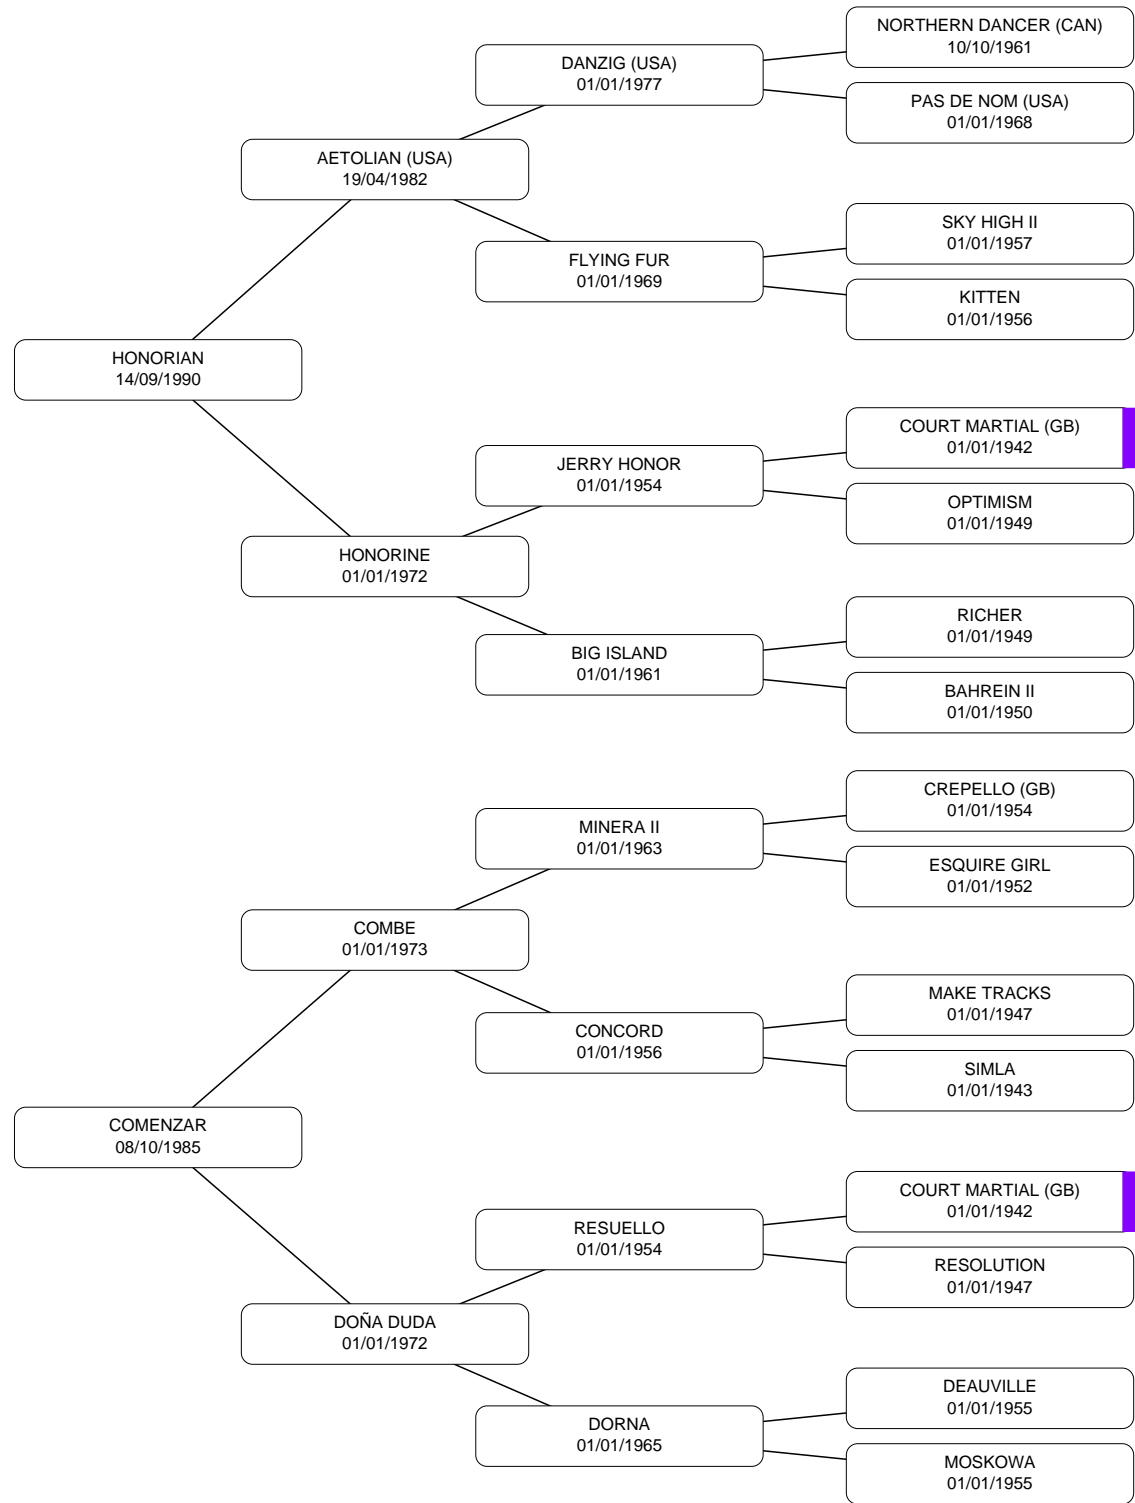 NORTHERN DANCER (CAN)
10/10/1961
DANZIG (USA)
01/01/1977
PAS DE NOM (USA)
01/01/1968
AETOLIAN (USA)
19/04/1982
SKY HIGH II
01/01/1957
FLYING FUR
01/01/1969
KITTEN
01/01/1956
HONORIAN
14/09/1990
COURT MARTIAL (GB)
01/01/1942
JERRY HONOR
01/01/1954
OPTIMISM
01/01/1949
HONORINE
01/01/1972
RICHER
01/01/1949
BIG ISLAND
01/01/1961
BAHREIN II
01/01/1950
CREPELLO (GB)
01/01/1954
MINERA II
01/01/1963
ESQUIRE GIRL
01/01/1952
COMBE
01/01/1973
MAKE TRACKS
01/01/1947
CONCORD
01/01/1956
SIMLA
01/01/1943
COMENZAR
08/10/1985
COURT MARTIAL (GB)
01/01/1942
RESUELLO
01/01/1954
RESOLUTION
01/01/1947
DOÑA DUDA
01/01/1972
DEAUVILLE
01/01/1955
DORNA
01/01/1965
MOSKOWA
01/01/1955